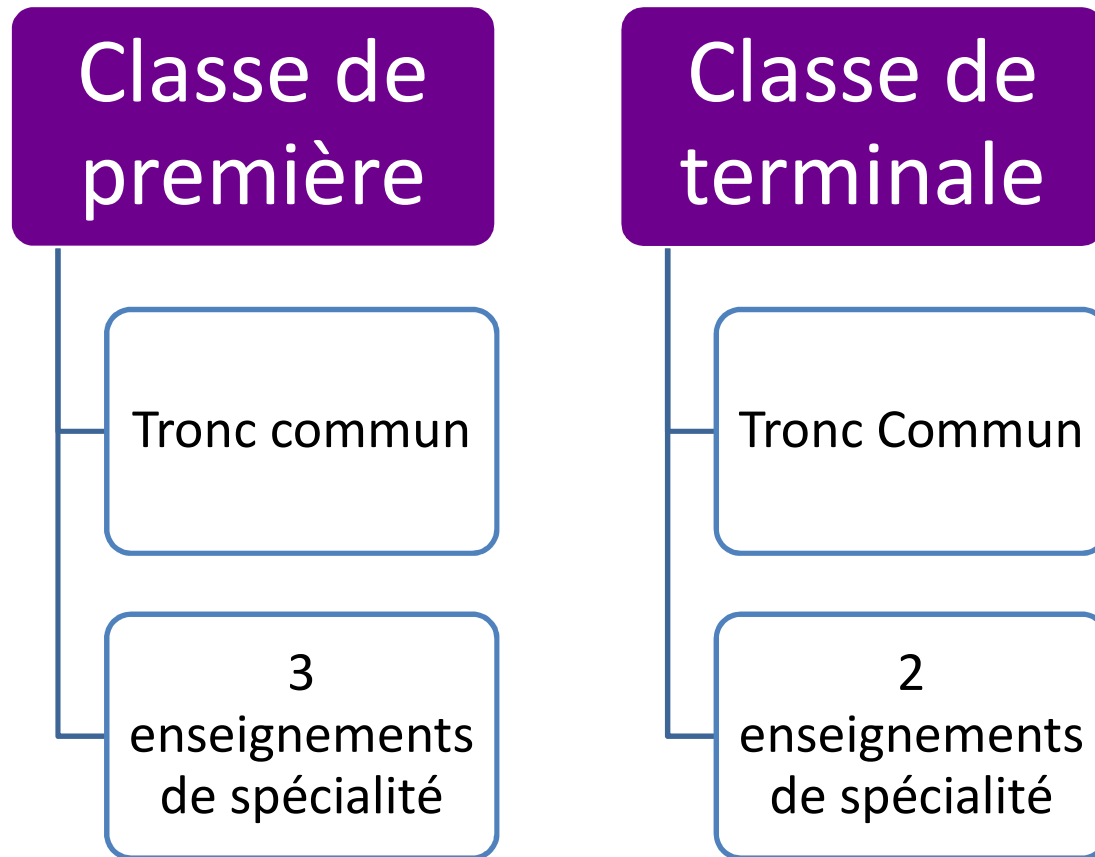 Classe de
première
Tronc commun
3
enseignements
de spécialité
Classe de
terminale
Tronc Commun
2
enseignements
de spécialité